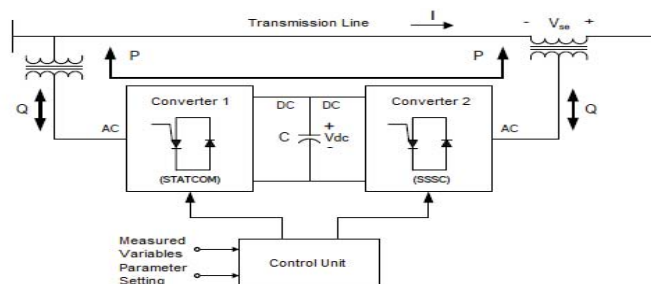 Transmission Line
I
- Vse +
P
P
Q
Converter 1
DC
DC
Converter 2
Q
AC
C
+
Vdc
-
AC
(STATCOM)
(SSSC)
Measured
Variables
Parameter
Setting
Control Unit